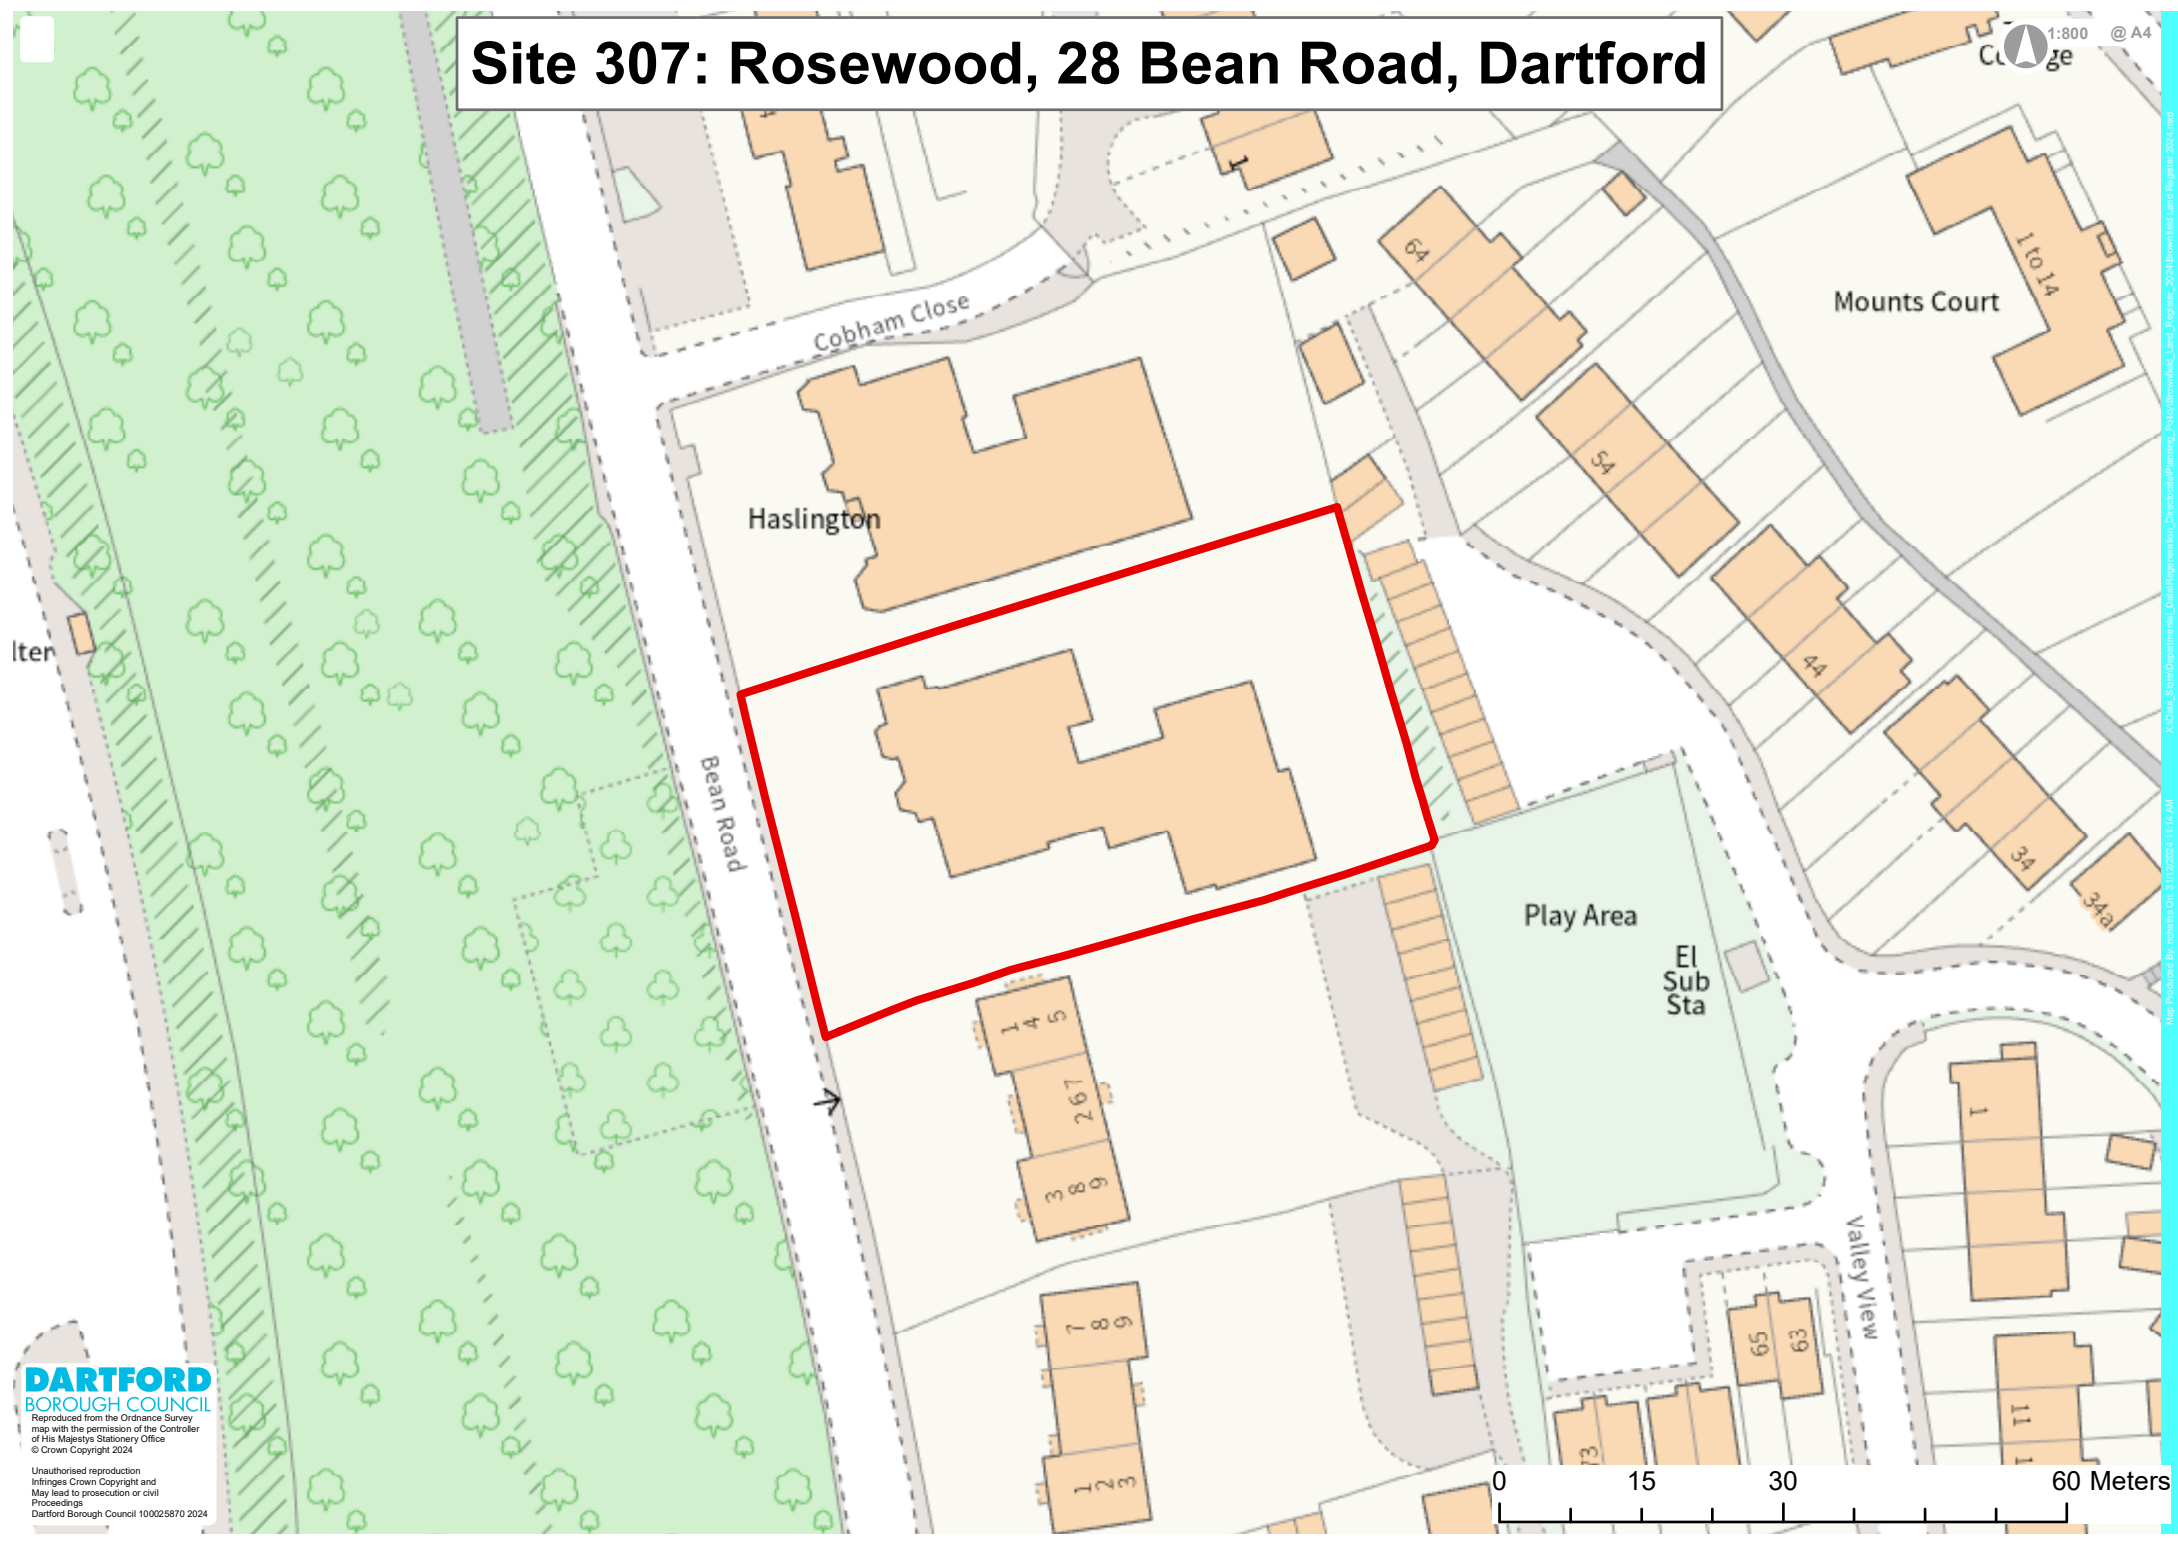 Site 307: Rosewood, 28 Bean Road, Dartford
1:800 @ A4
1
64
1 to 14
Mounts Court
Cobham Close
54
Haslington
44
lter
Bean Road
34
34a
Play Area
El
Sub
Sta
1
4
5
2 6 7
3
8
9
1
Valley View
7
8
9
65
63
11
73
1
2
3
DARTFORD
BOROUGH COUNCIL
Reproduced from the Ordnance Survey
map with the permission of the Controller
of His Majestys Stationery Office
© Crown Copyright 2024
Unauthorised reproduction
Infringes Crown Copyright and
May lead to prosecution or civil
Proceedings
Dartford Borough Council 100025870 2024
0 15 30 60 Meters